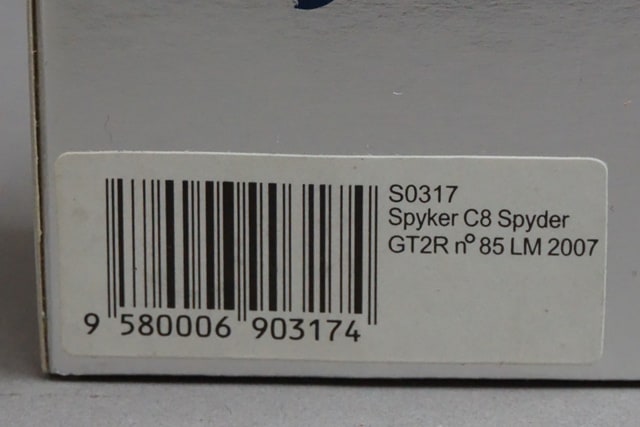 S0317
Spyker C8 Spyder
GT2R nº 85 LM 2007
9 580006 903174